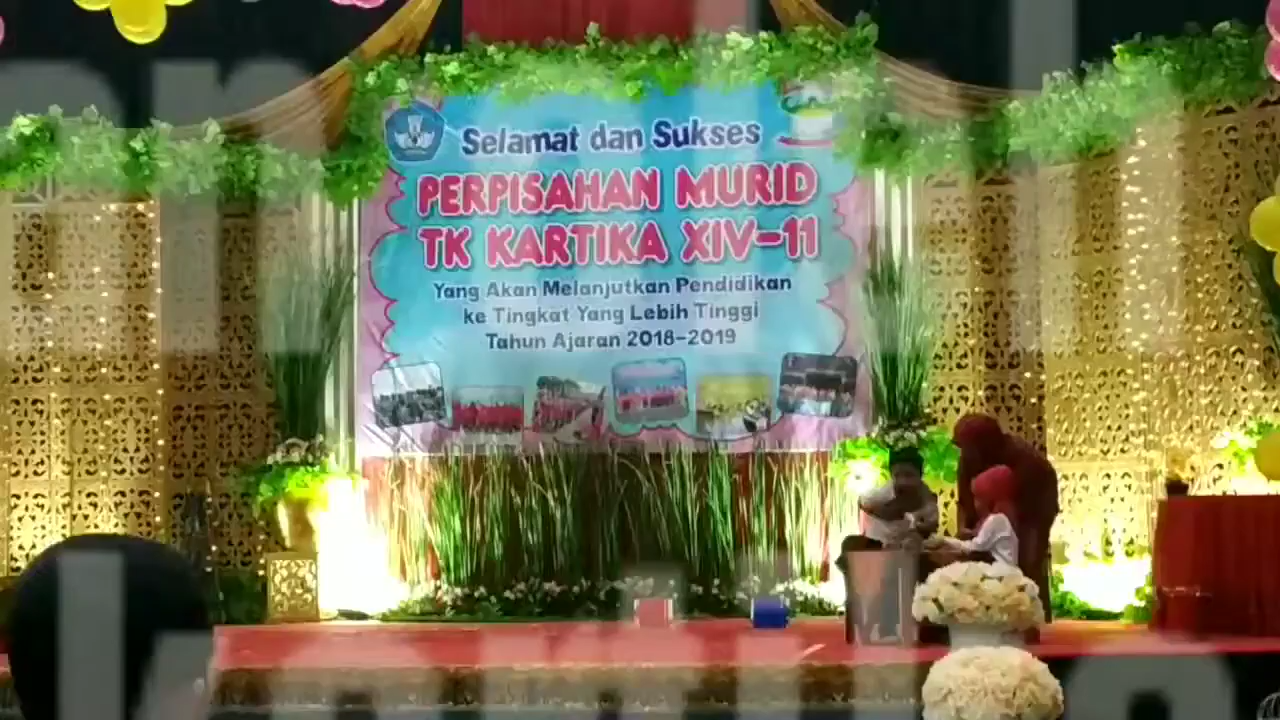 Selamat dan Sukses
PERPISAHAN MURID
TK KARTIKA XIV-11
Yang Akan Melanjutkan Pendidikan
ke Tingkat Yang Lebih Tinggi
Tahun Ajaran 2018-2019